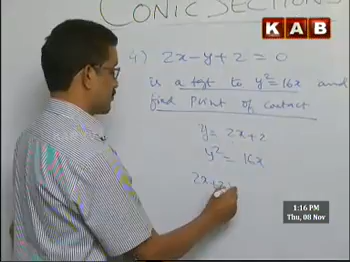 CONIC SECTIONS
KAB
4) 2x-y+2=0
is a tgt to y²=16x and
find Point of contact
y = 2x+2
y² = 16x
2x+2
1:16 PM
Thu, 08 Nov